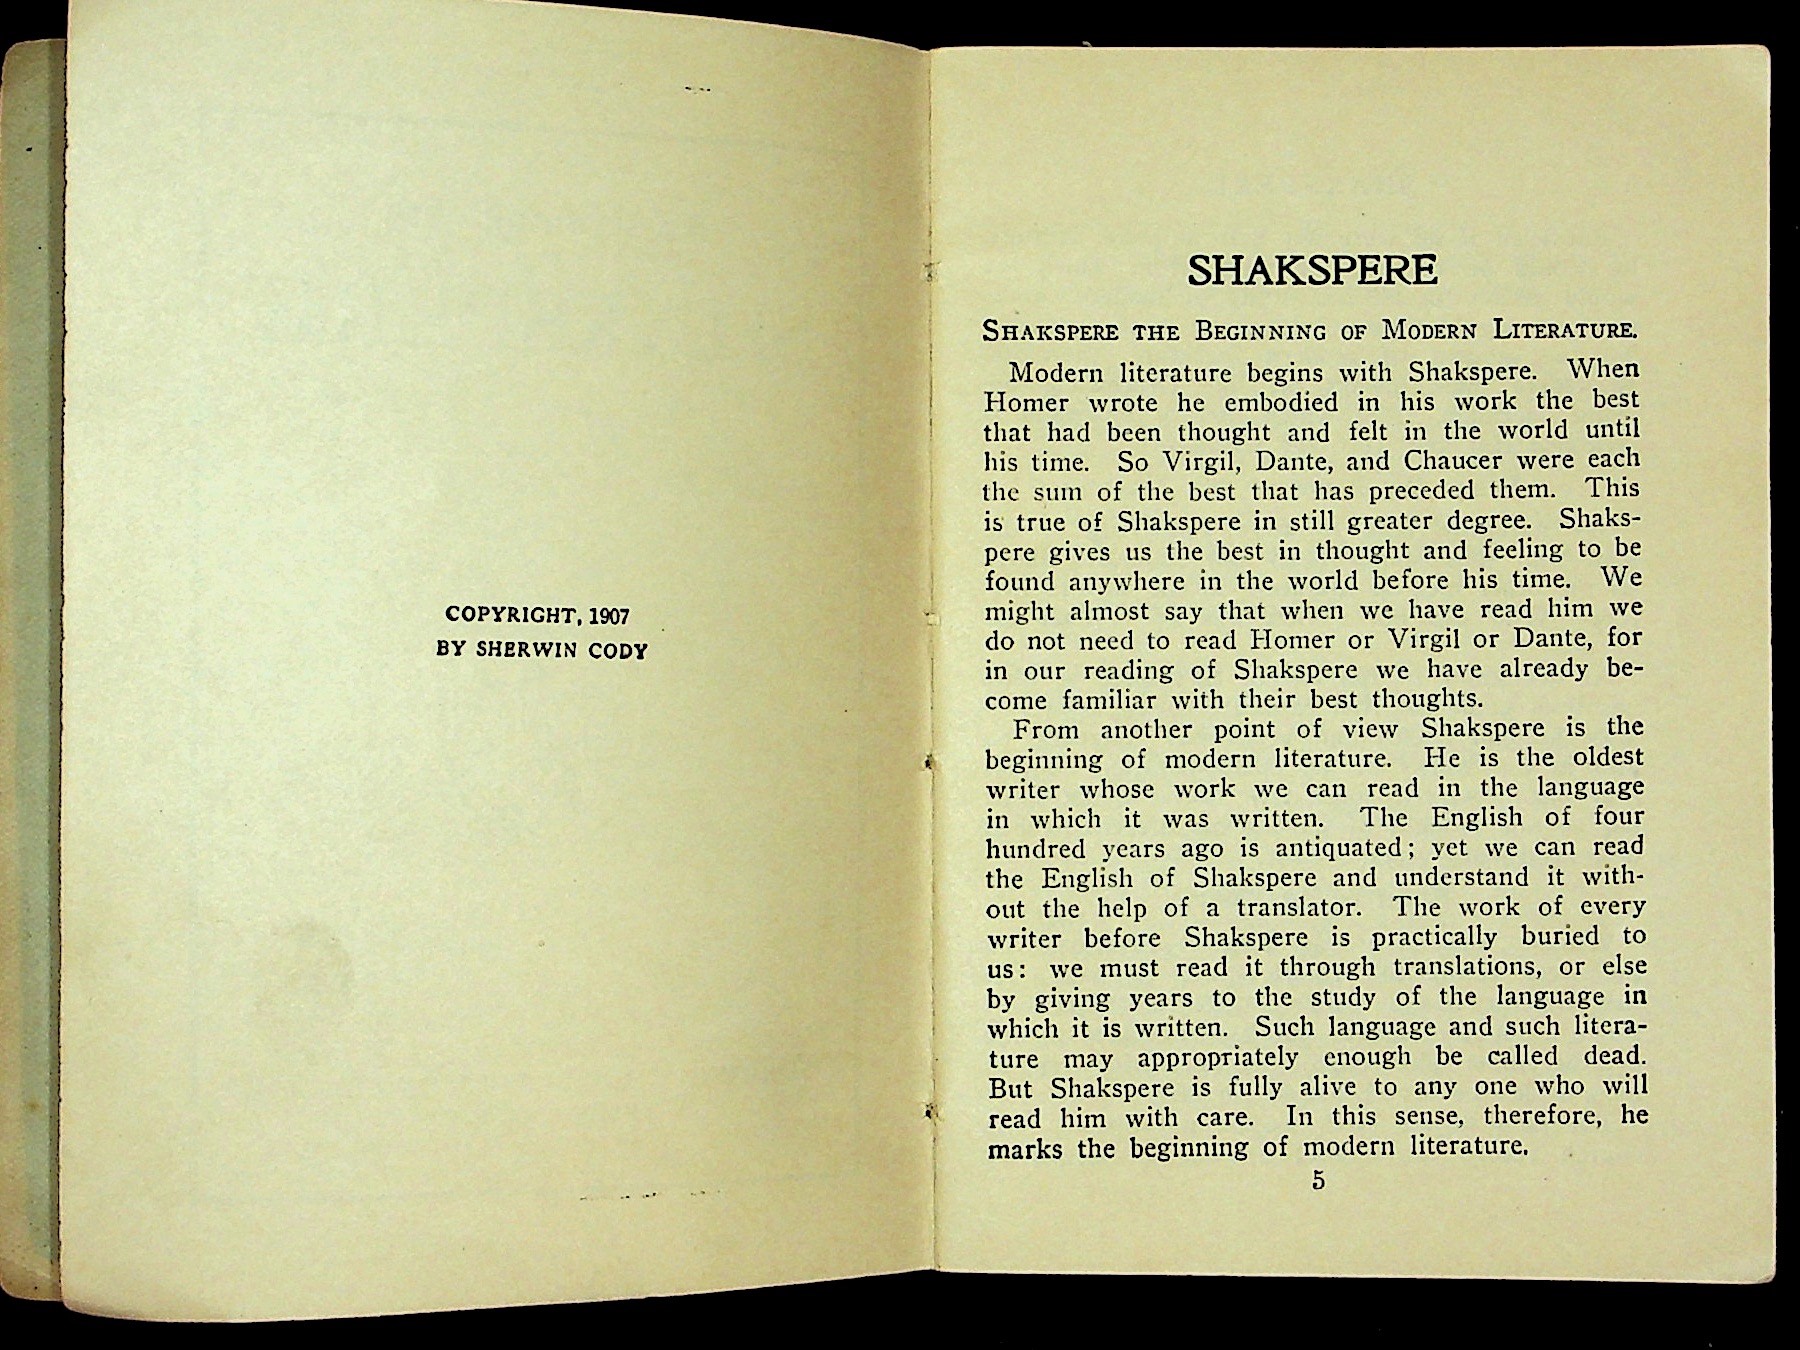 COPYRIGHT, 1907
BY SHERWIN CODY
SHAKSPERE
SHAKSPERE THE BEGINNING OF MODERN LITERATURE.
Modern literature begins with Shakspere. When
Homer wrote he embodied in his work the best
that had been thought and felt in the world until
his time. So Virgil, Dante, and Chaucer were each
the sum of the best that has preceded them. This
is true of Shakspere in still greater degree. Shaks-
pere gives us the best in thought and feeling to be
found anywhere in the world before his time. We
might almost say that when we have read him we
do not need to read Homer or Virgil or Dante, for
in our reading of Shakspere we have already be-
come familiar with their best thoughts.
From another point of view Shakspere is the
beginning of modern literature. He is the oldest
writer whose work we can read in the language
in which it was written. The English of four
hundred years ago is antiquated; yet we can read
the English of Shakspere and understand it with-
out the help of a translator. The work of every
writer before Shakspere is practically buried to
us: we must read it through translations, or else
by giving years to the study of the language in
which it is written. Such language and such litera-
ture may appropriately enough be called dead.
But Shakspere is fully alive to any one who will
read him with care. In this sense, therefore, he
marks the beginning of modern literature.
5